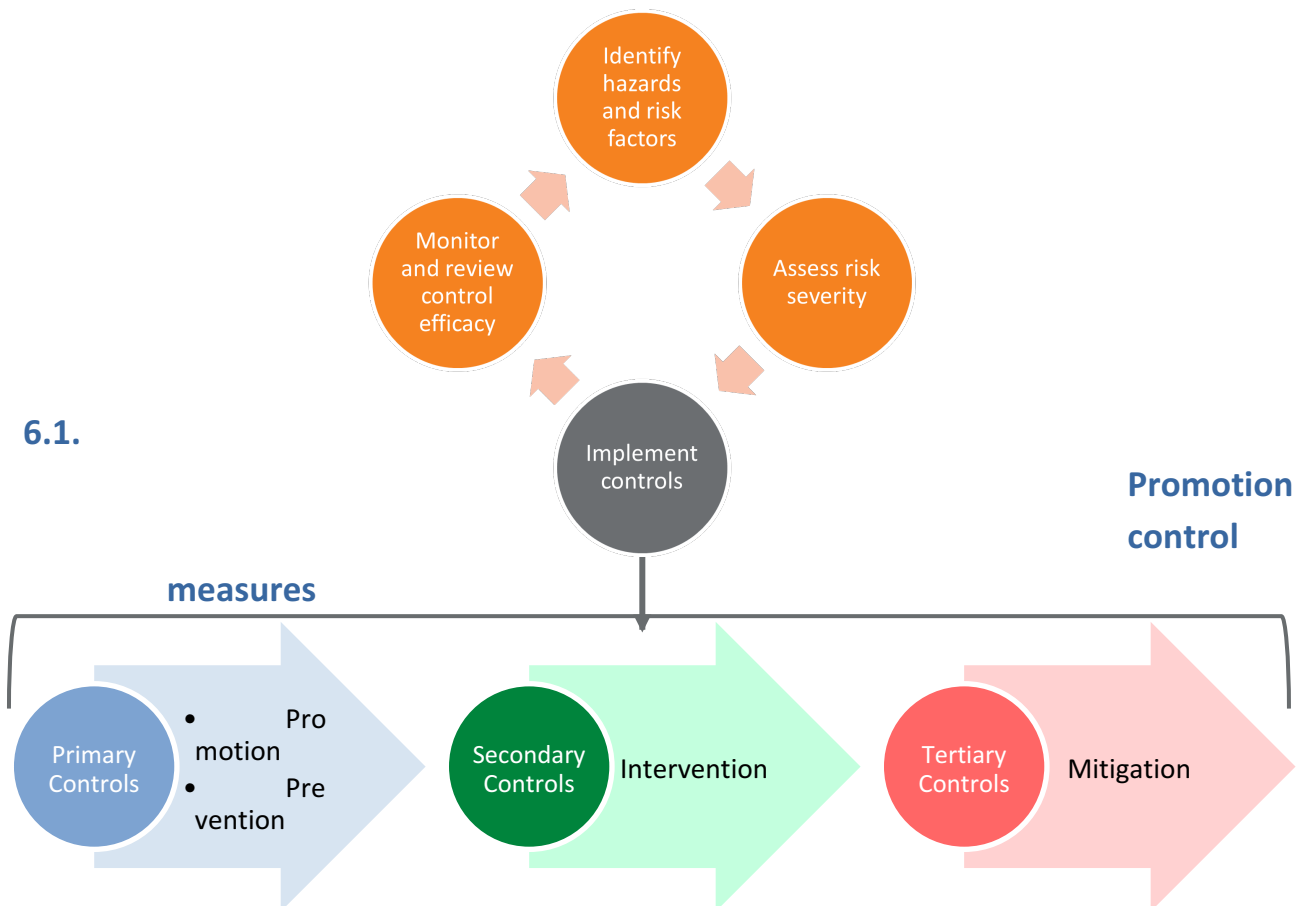 Identify
hazards
and risk
factors
Monitor
and review
control
efficacy
Assess risk
severity
6.1.
Implement
controls
Promotion
control
measures
Primary
Controls
• Pro
motion
• Pre
vention
Secondary
Controls
Intervention
Tertiary
Controls
Mitigation